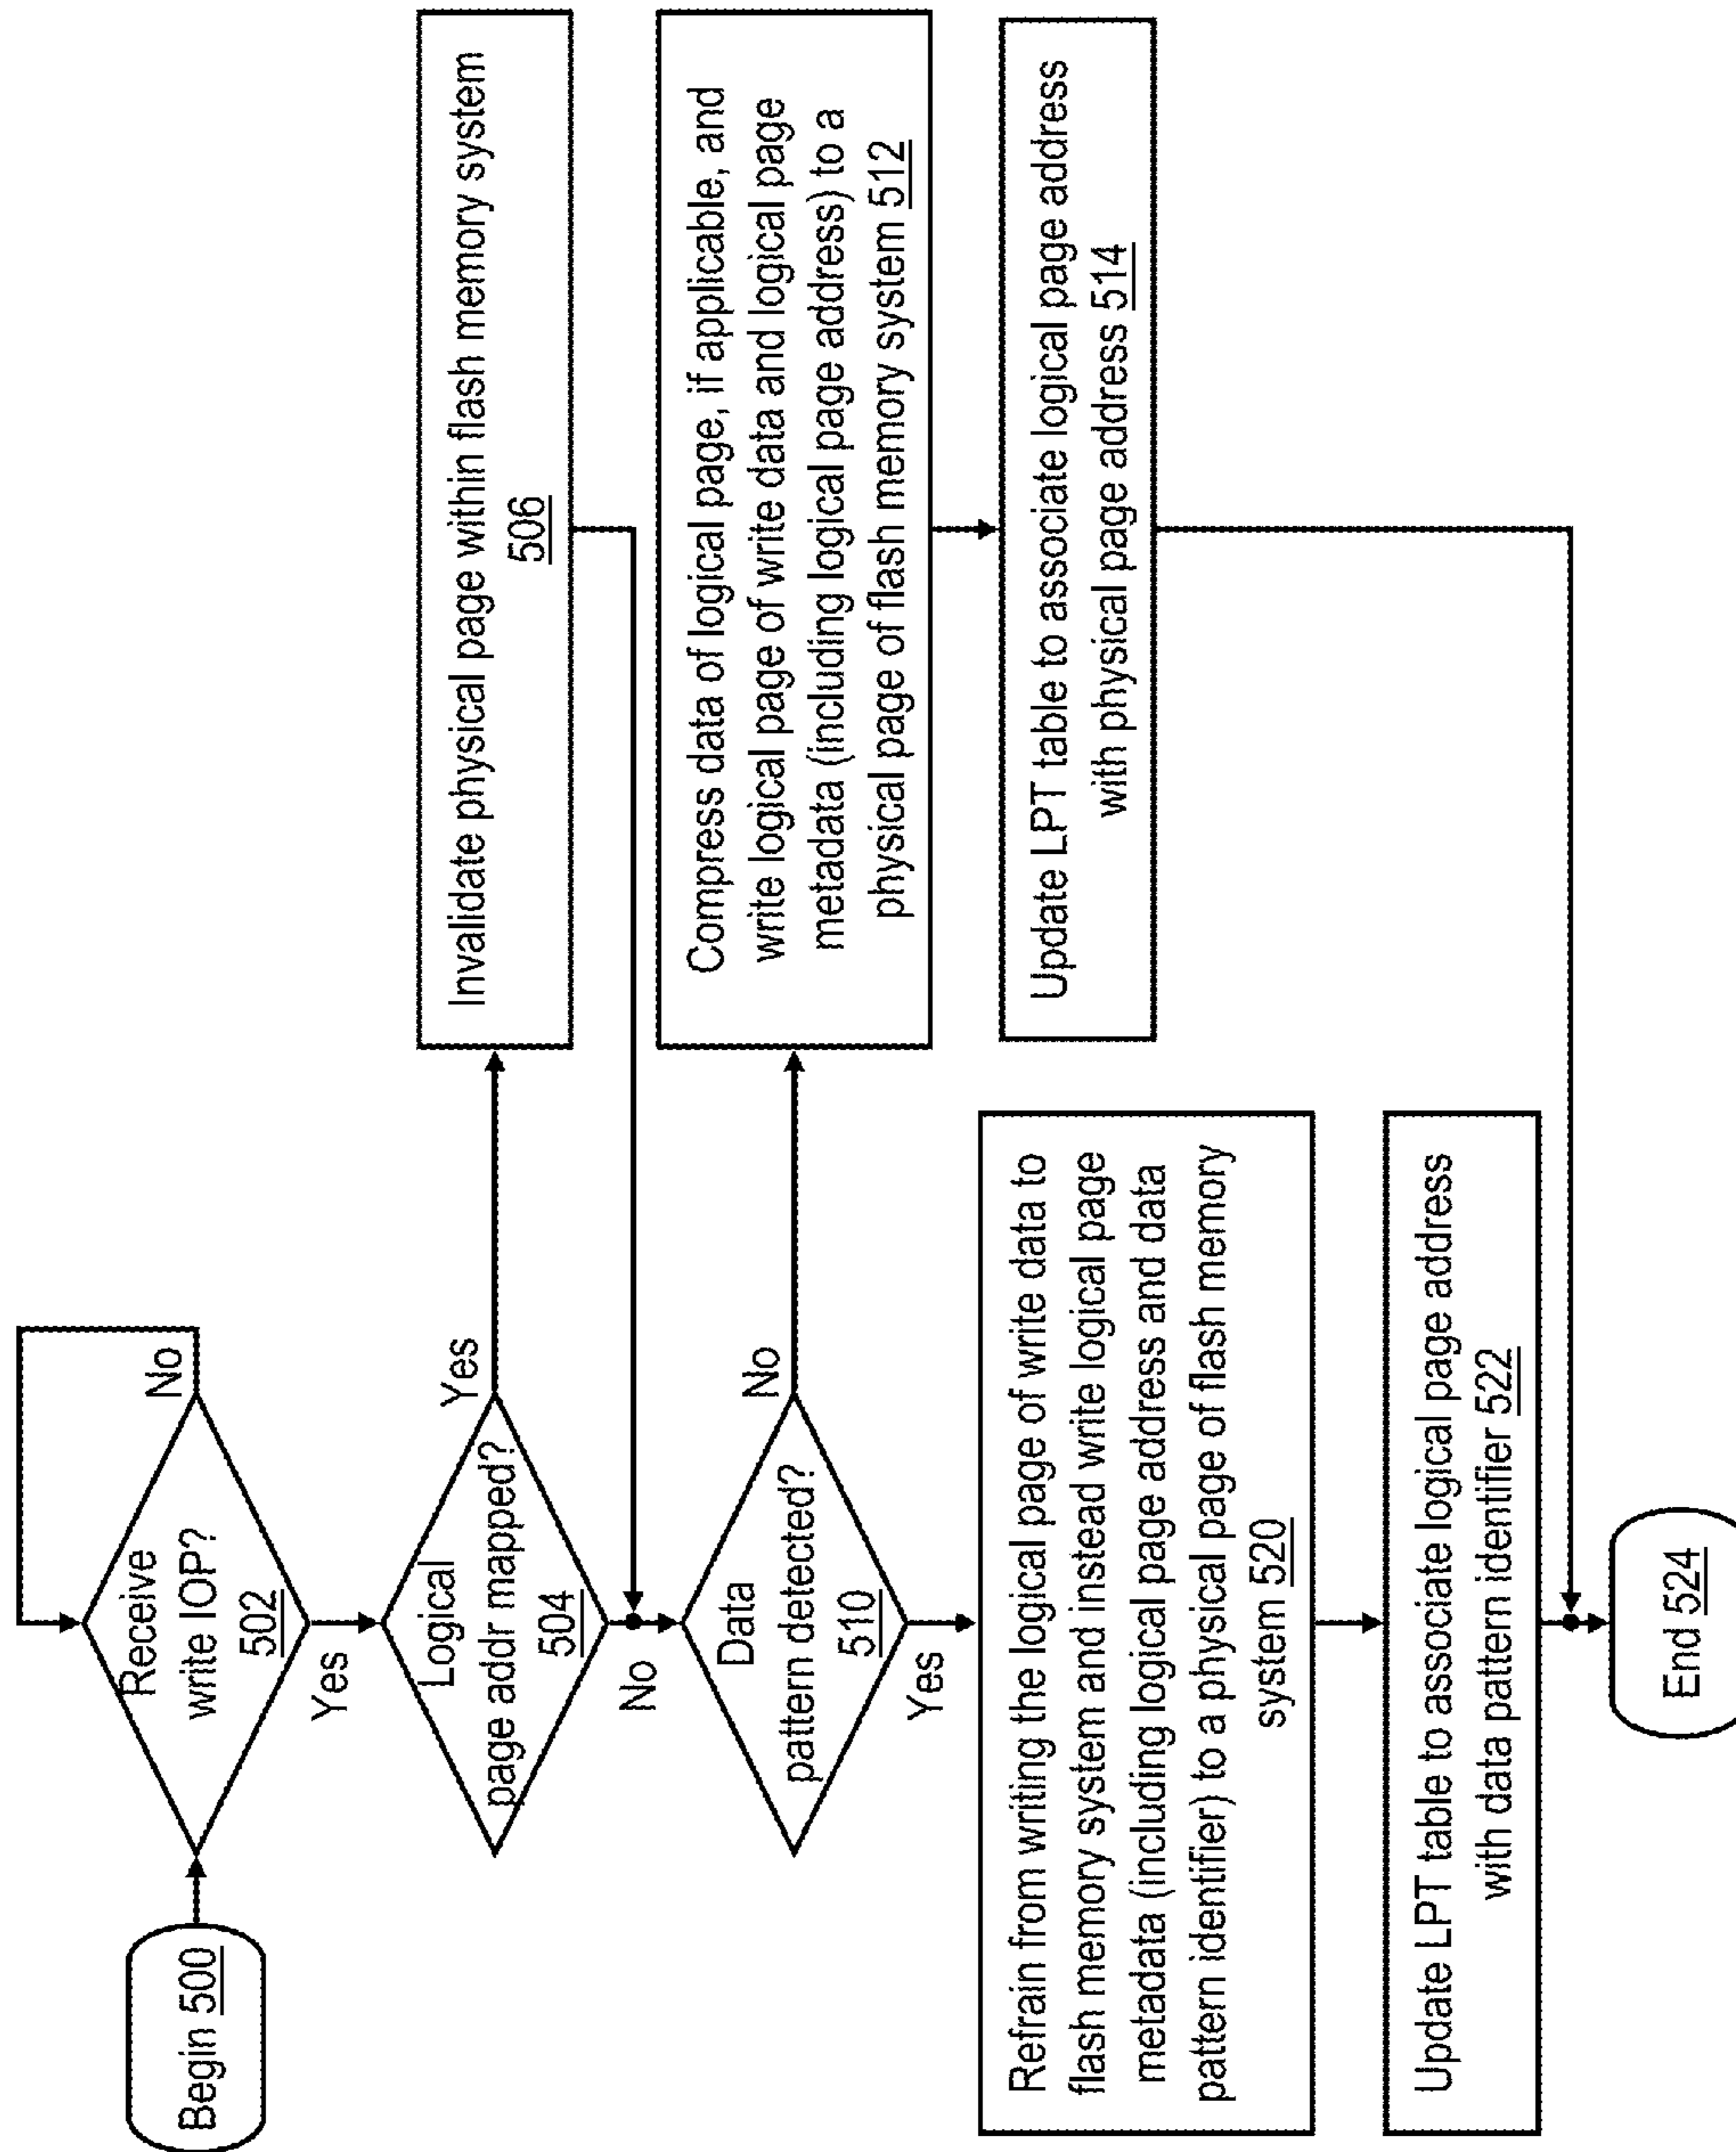 Begin 500
Receive
write IOP?
502
No
Yes
Logical
page addr mapped?
504
Yes
No
Invalidate physical page within flash memory system
506
Data
pattern detected?
510
No
Yes
Compress data of logical page, if applicable, and
write logical page of write data and logical page
metadata (including logical page address) to a
physical page of flash memory system 512
Update LPT table to associate logical page address
with physical page address 514
Refrain from writing the logical page of write data to
flash memory system and instead write logical page
metadata (including logical page address and data
pattern identifier) to a physical page of flash memory
system 520
Update LPT table to associate logical page address
with data pattern identifier 522
End 524